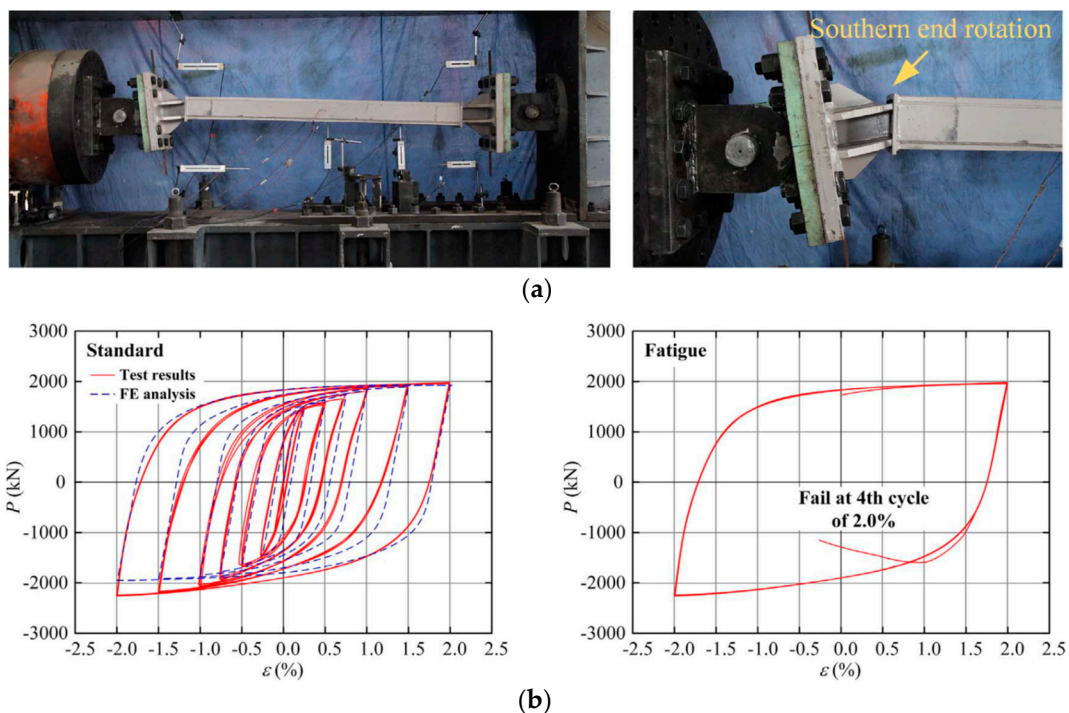 Southern end rotation
(a)
3000
2000
1000
0
-1000
-2000
-3000
P (kN)
Standard
Test results
FE analysis
-2.5 -2.0 -1.5 -1.0 -0.5 0.0 0.5 1.0 1.5 2.0 2.5
ε (%)
3000
2000
1000
0
-1000
-2000
-3000
P (kN)
Fatigue
Fail at 4th cycle
of 2.0%
-2.5 -2.0 -1.5 -1.0 -0.5 0.0 0.5 1.0 1.5 2.0 2.5
ε (%)
(b)